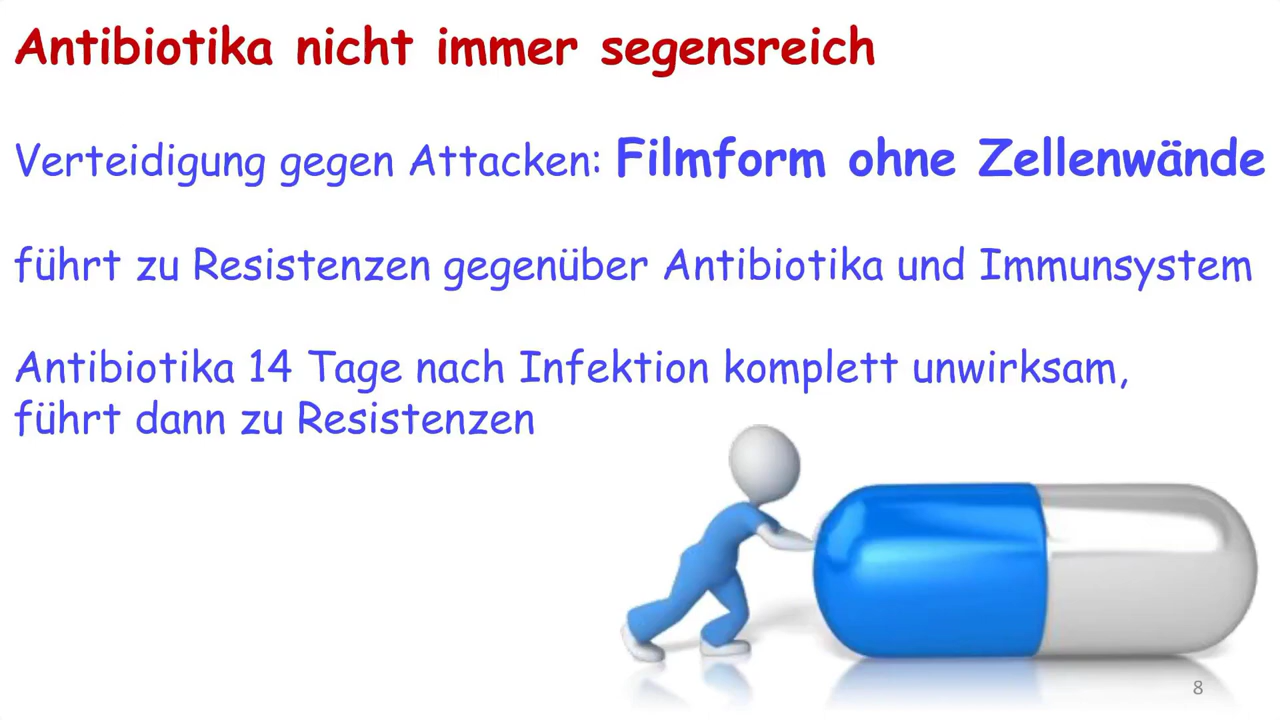 Antibiotika nicht immer segensreich
Verteidigung gegen Attacken: Filmform ohne Zellenwände
führt zu Resistenzen gegenüber Antibiotika und Immunsystem
Antibiotika 14 Tage nach Infektion komplett unwirksam,
führt dann zu Resistenzen
8